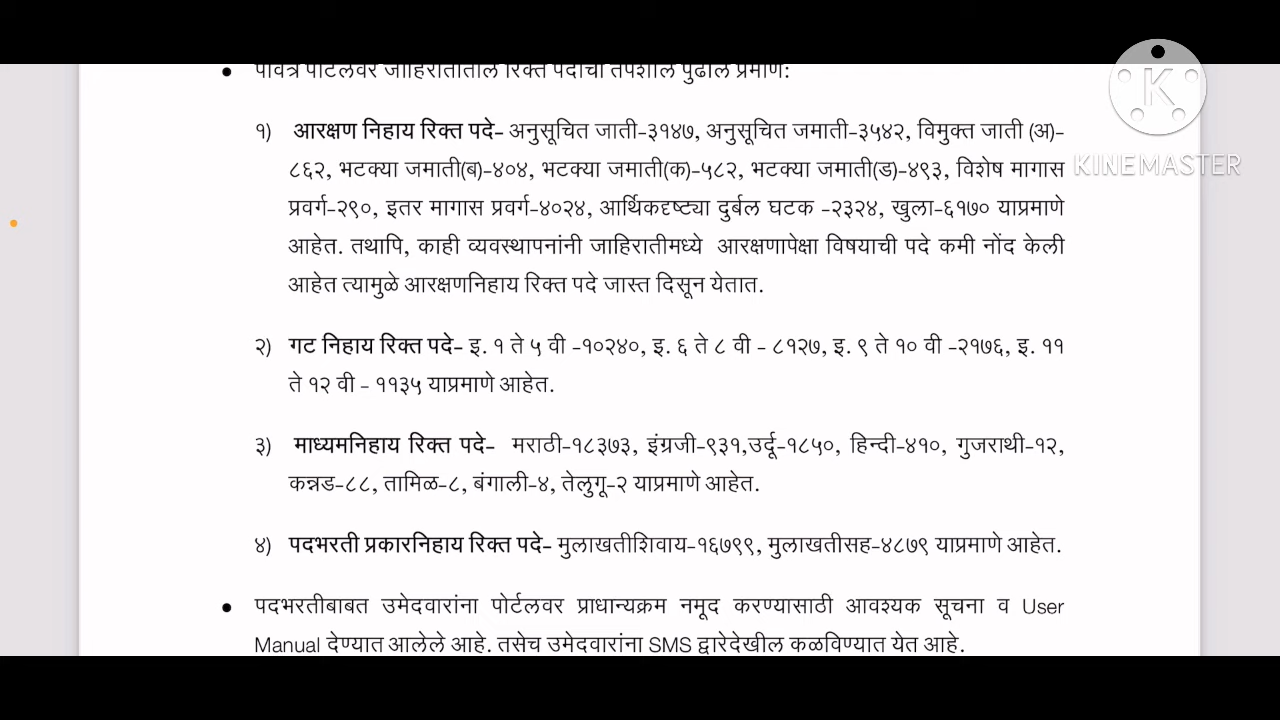 ● पवित्र पोर्टलवर जाहिरातीतील रिक्त पदांचा तपशील पुढील प्रमाणे:
१) आरक्षण निहाय रिक्त पदे- अनुसूचित जाती-३१४७, अनुसूचित जमाती-३५४२, विमुक्त जाती (अ)-
८६२, भटक्या जमाती(ब)-४०४, भटक्या जमाती(क)-५८२, भटक्या जमाती(ड)-४९३, विशेष मागास
प्रवर्ग-२९०, इतर मागास प्रवर्ग-४०२४, आर्थिकदृष्ट्या दुर्बल घटक -२३२४, खुला-६१७० याप्रमाणे
आहेत. तथापि, काही व्यवस्थापनांनी जाहिरातीमध्ये आरक्षणापेक्षा विषयाची पदे कमी नोंद केली
आहेत त्यामुळे आरक्षणनिहाय रिक्त पदे जास्त दिसून येतात.
२) गट निहाय रिक्त पदे- इ. १ ते ५ वी -१०२४०, इ. ६ ते ८ वी - ८१२७, इ. ९ ते १० वी -२१७६, इ. ११
ते १२ वी - ११३५ याप्रमाणे आहेत.
३) माध्यमनिहाय रिक्त पदे- मराठी-१८३७३, इंग्रजी-९३१,उर्दू-१८५०, हिन्दी-४१०, गुजराथी-१२,
कन्नड-८८, तामिळ-८, बंगाली-४, तेलुगू-२ याप्रमाणे आहेत.
४) पदभरती प्रकारनिहाय रिक्त पदे- मुलाखतीशिवाय-१६७९९, मुलाखतीसह-४८७९ याप्रमाणे आहेत.
● पदभरतीबाबत उमेदवारांना पोर्टलवर प्राधान्यक्रम नमूद करण्यासाठी आवश्यक सूचना व User
Manual देण्यात आलेले आहे. तसेच उमेदवारांना SMS द्वारेदेखील कळविण्यात येत आहे.
K
KINEMASTER